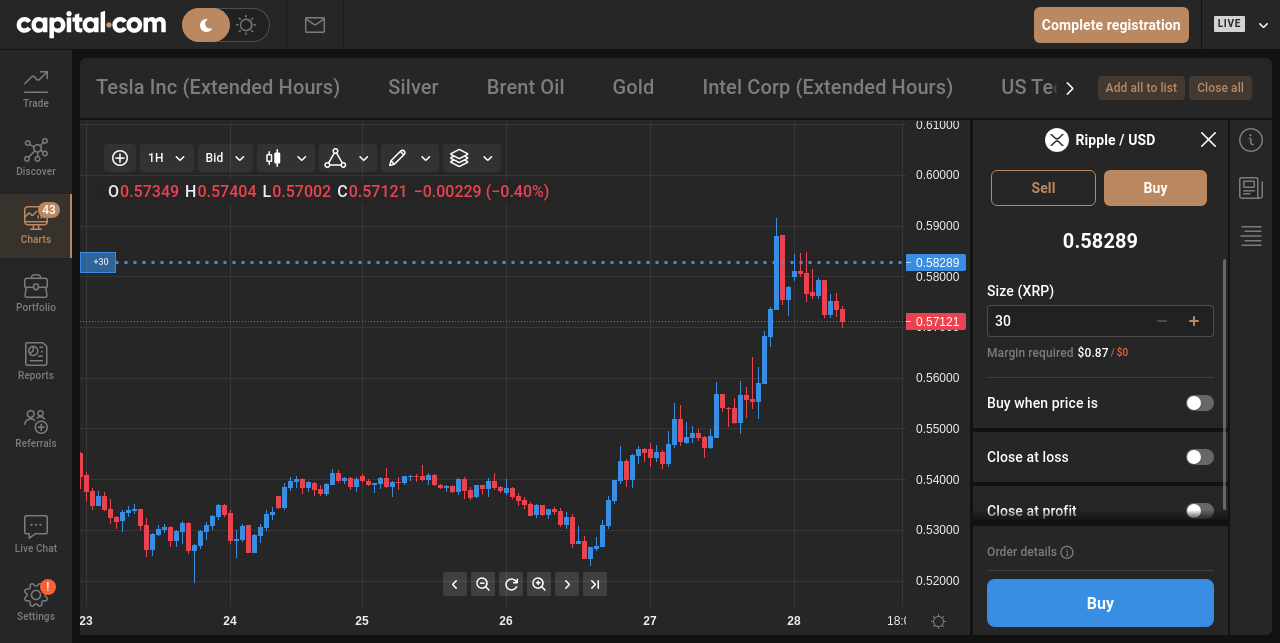 capital.com
Complete registration
LIVE
Trade
Discover
43
Charts
Portfolio
Reports
Referrals
Live Chat
!
Settings
Tesla Inc (Extended Hours)
Silver
Brent Oil
Gold
Intel Corp (Extended Hours)
US Te
Add all to list
Close all
1H
Bid
O0.57349 H0.57404 L0.57002 C0.57121 −0.00229 (−0.40%)
+30
0.61000
0.60000
0.59000
0.58289
0.58000
0.57121
0.56000
0.55000
0.54000
0.53000
0.52000
23
24
25
26
27
28
18:
Ripple / USD
Sell
Buy
0.58289
Size (XRP)
30
Margin required $0.87 / $0
Buy when price is
Close at loss
Close at profit
Order details
Buy